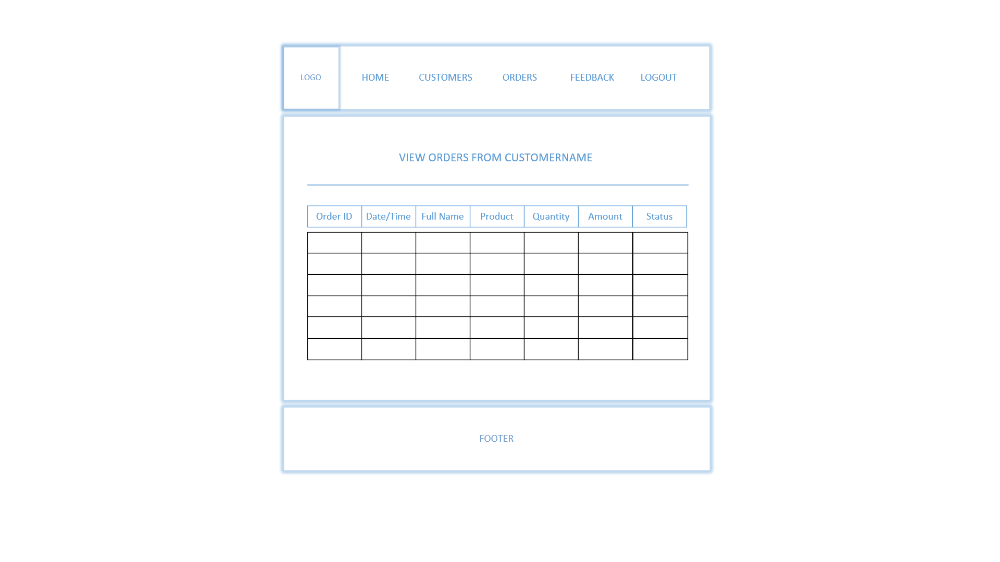 LOGO HOME CUSTOMERS ORDERS FEEDBACK LOGOUT
VIEW ORDERS FROM CUSTOMERNAME
Order ID Date/Time Full Name Product Quantity Amount Status
FOOTER